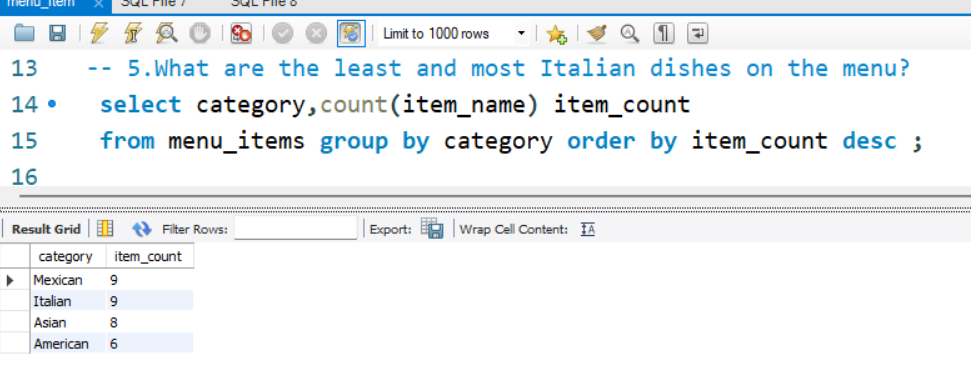 menu_item SQL File 7 SQL File 8
Limit to 1000 rows
13 -- 5.What are the least and most Italian dishes on the menu?
14 select category,count(item_name) item_count
15 from menu_items group by category order by item_count desc ;
16
Result Grid Filter Rows: Export: Wrap Cell Content: IA
category item_count
Mexican 9
Italian 9
Asian 8
American 6